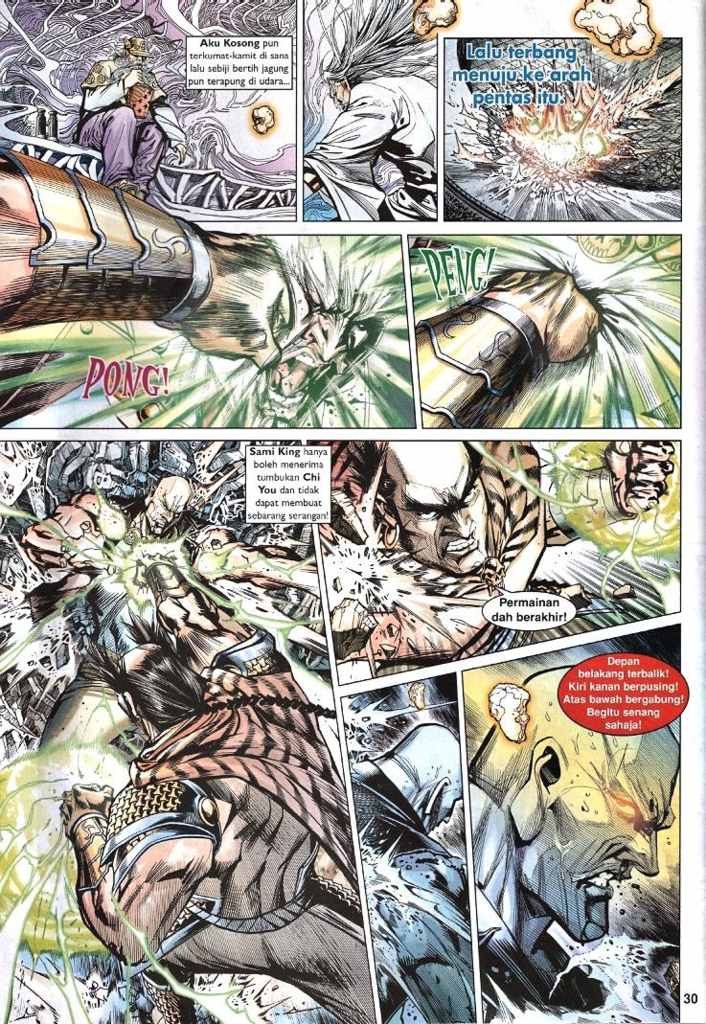 Aku Kosong pun
terkumat-kamit di sana
lalu sebiji bertih jagung
pun terapung di udara...
Lalu terbang
menuju ke arah
pentas itu.
PONG!
PENG!
Sami King hanya
boleh menerima
tumbukan Chi
You dan tidak
dapat membuat
sebarang serangan!
Permainan
dah berakhir!
Depan
belakang terbalik!
Kiri kanan berpusing!
Atas bawah bergabung!
Begitu senang
sahaja!
30